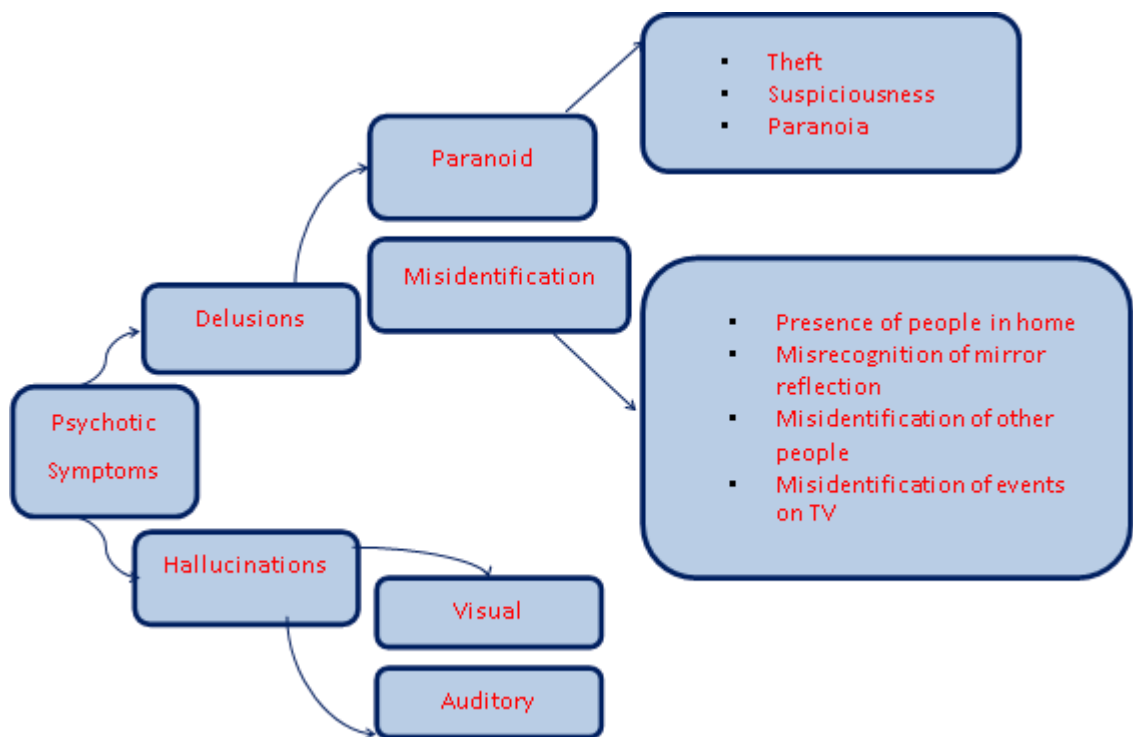 ▪ Theft
▪ Suspiciousness
▪ Paranoia
Paranoid
Misidentification
▪ Presence of people in home
▪ Misrecognition of mirror
reflection
▪ Misidentification of other
people
▪ Misidentification of events
on TV
Delusions
Psychotic
Symptoms
Hallucinations
Visual
Auditory